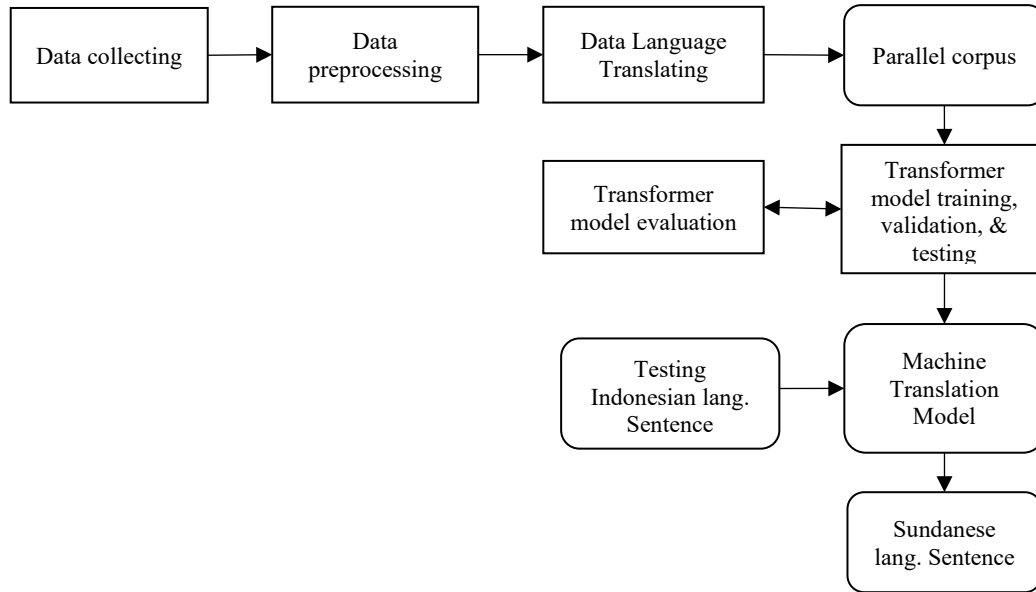 Data collecting
Data
preprocessing
Data Language
Translating
Parallel corpus
Transformer
model evaluation
Transformer
model training,
validation, &
testing
Testing
Indonesian lang.
Sentence
Machine
Translation
Model
Sundanese
lang. Sentence